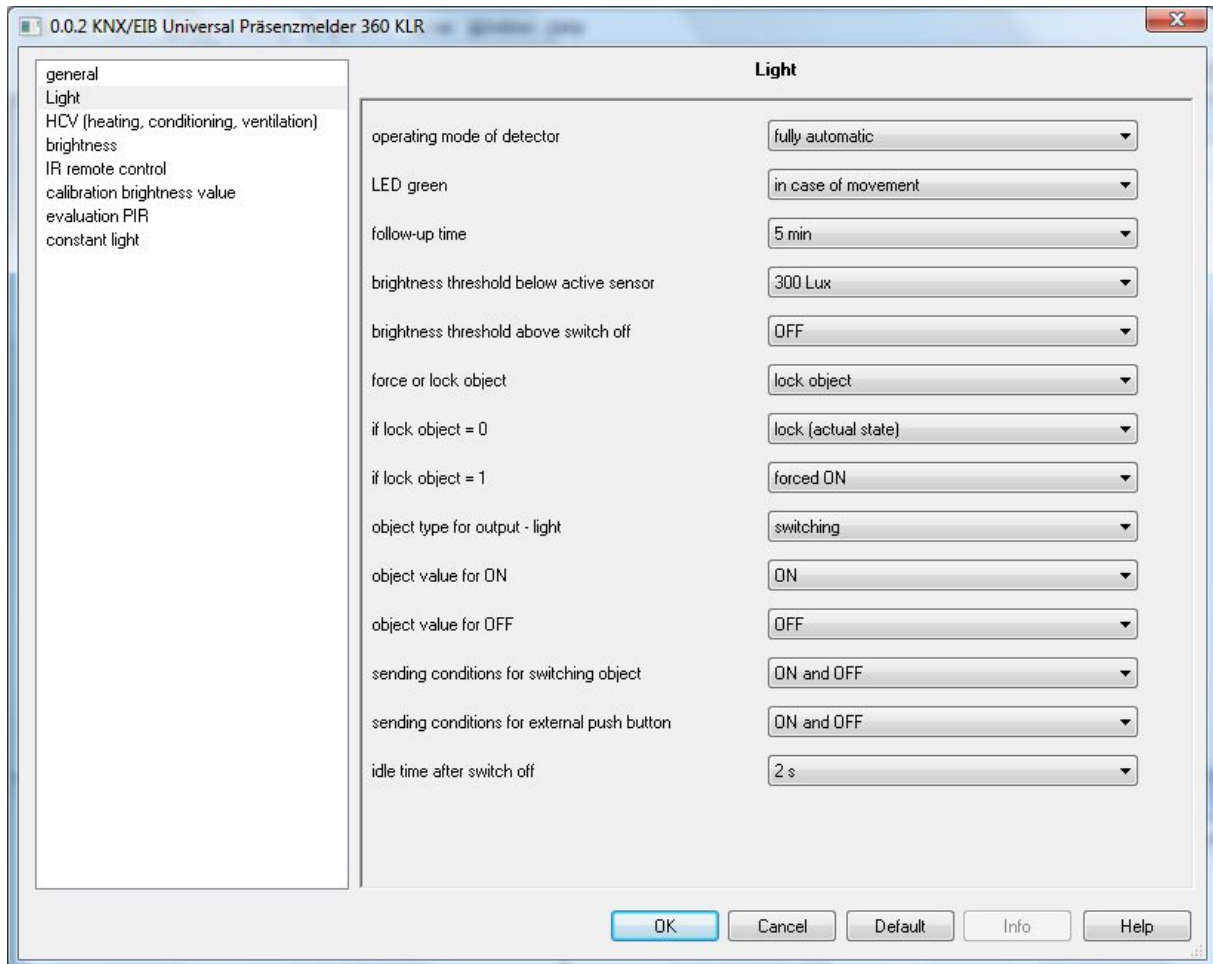 0.0.2 KNX/EIB Universal Präsenzmelder 360 KLR
general
Light
HCV (heating, conditioning, ventilation)
brightness
IR remote control
calibration brightness value
evaluation PIR
constant light
Light
operating mode of detector fully automatic
LED green in case of movement
follow-up time 5 min
brightness threshold below active sensor 300 Lux
brightness threshold above switch off OFF
force or lock object lock object
if lock object = 0 lock (actual state)
if lock object = 1 forced ON
object type for output - light switching
object value for ON ON
object value for OFF OFF
sending conditions for switching object ON and OFF
sending conditions for external push button ON and OFF
idle time after switch off 2 s
OK Cancel Default Info Help